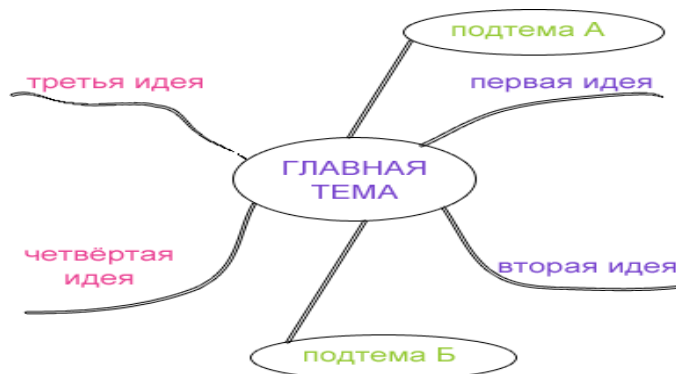 подтема А
третья идея
первая идея
ГЛАВНАЯ
ТЕМА
четвёртая
идея
вторая идея
подтема Б